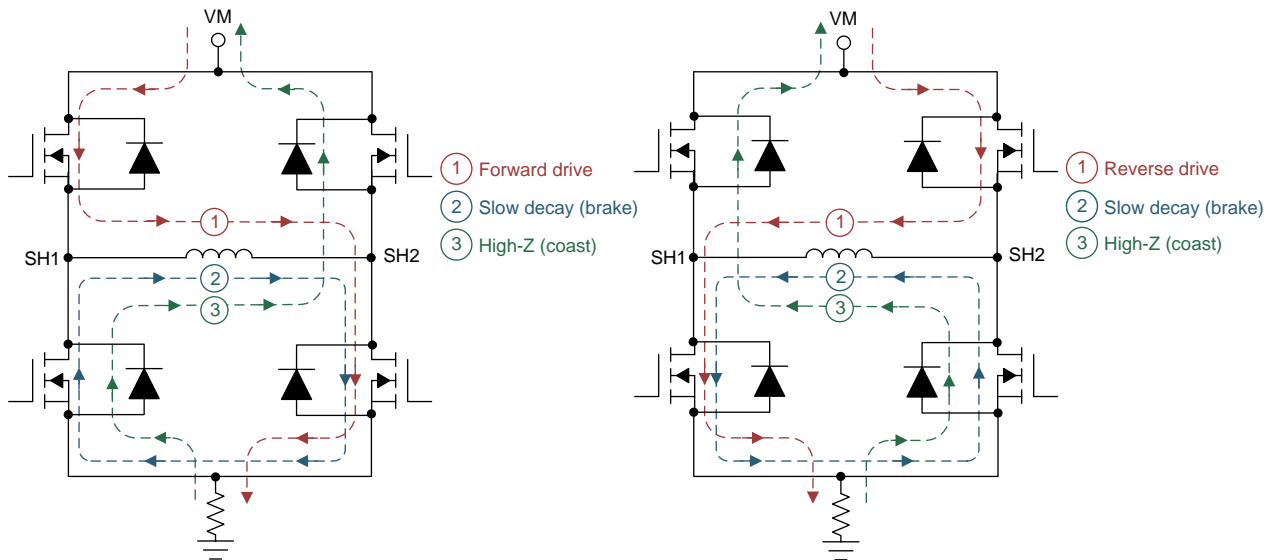 VM
1 Forward drive
2 Slow decay (brake)
3 High-Z (coast)
1
SH1
SH2
2
3
VM
1 Reverse drive
2 Slow decay (brake)
3 High-Z (coast)
1
SH1
SH2
2
3